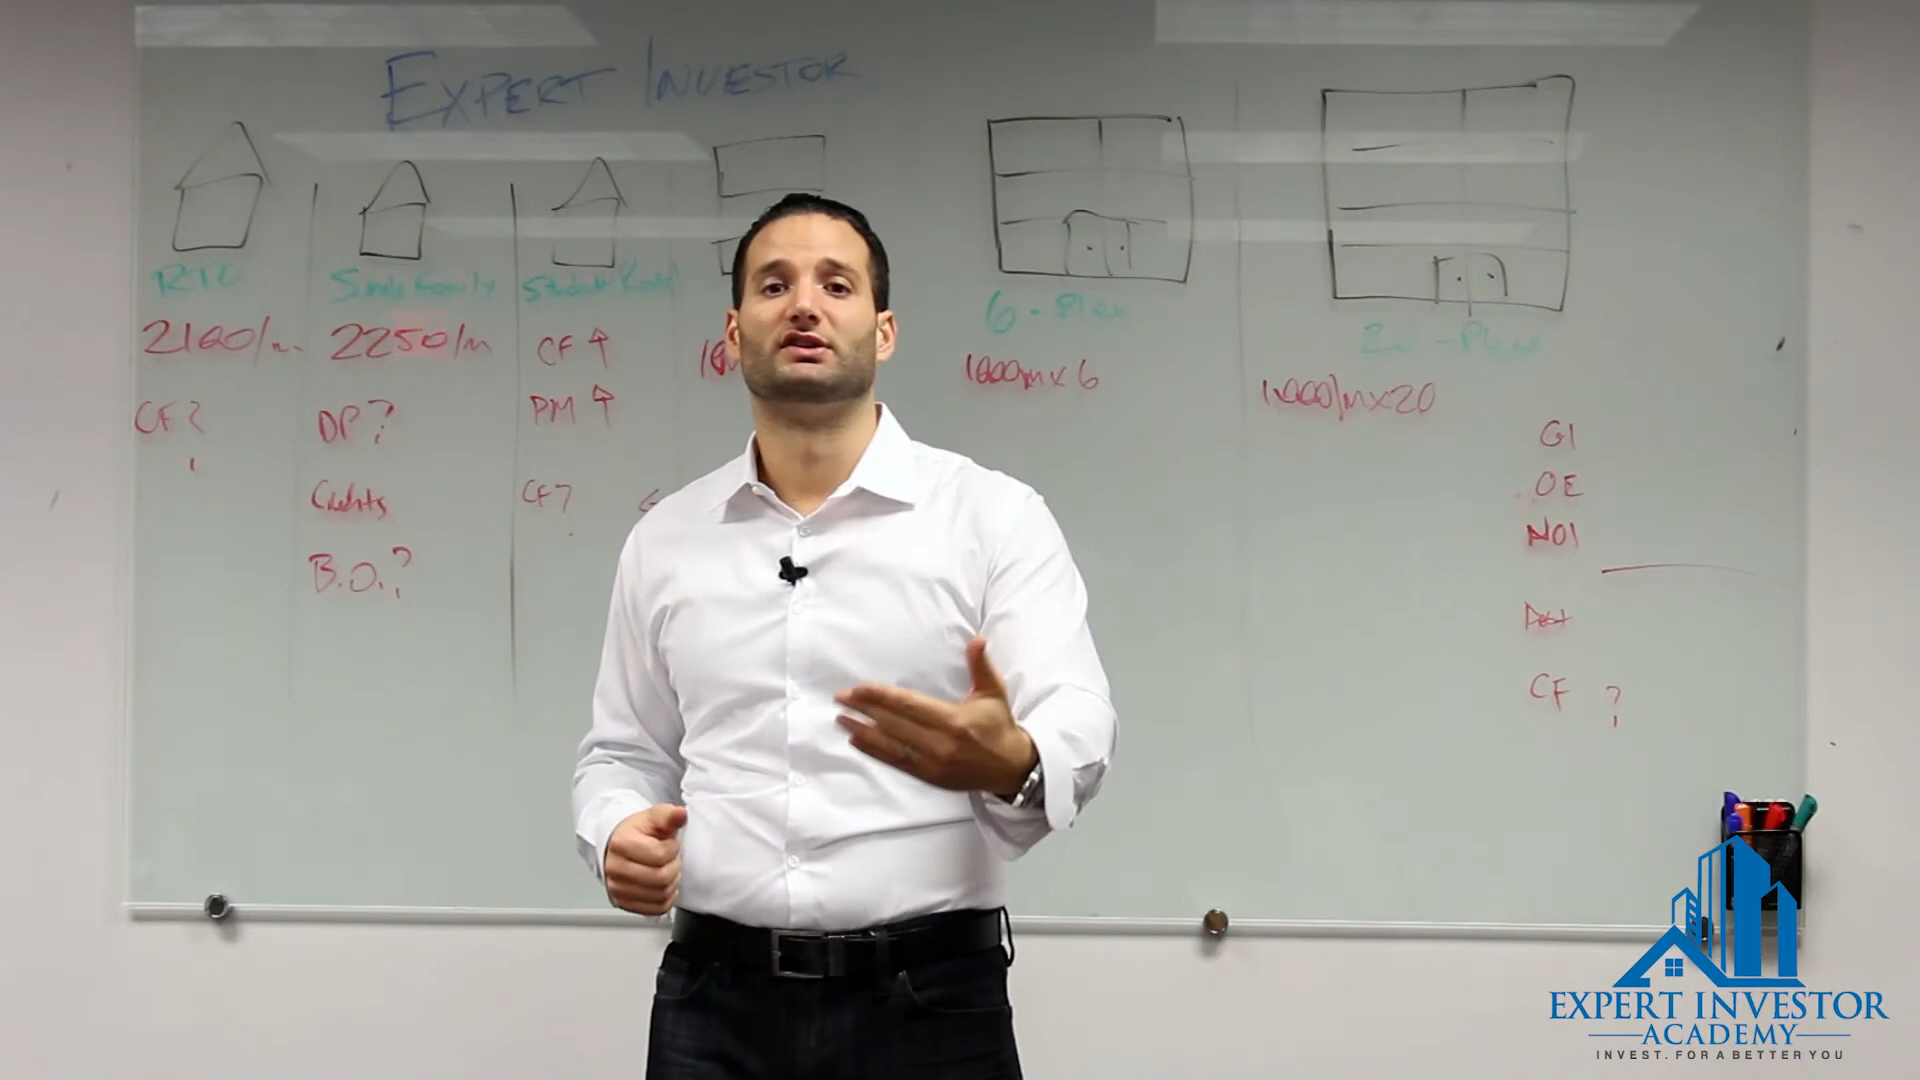 EXPERT INVESTOR
Single Family
Student Rental
6-Plex
2100/m
2250/m
CF ↑
1000/m x 6
1000/m x 20
CF?
DP?
PM ↑
GI
Credits
CF?
OE
NOI
B.O.?
Debt
CF ?
EXPERT INVESTOR
ACADEMY
INVEST. FOR A BETTER YOU